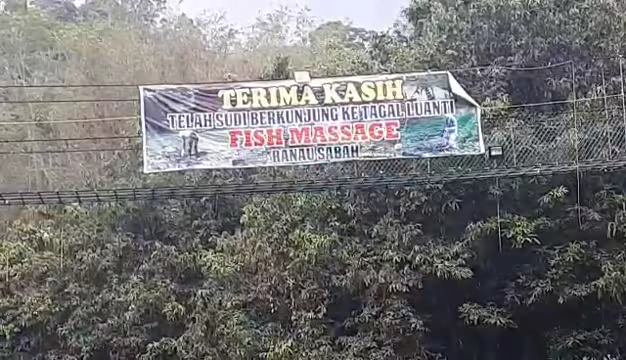 TERIMA KASIH
TELAH SUDI BERKUNJUNG KE TAGAL LUANTI
FISH MASSAGE
RANAU SABAH